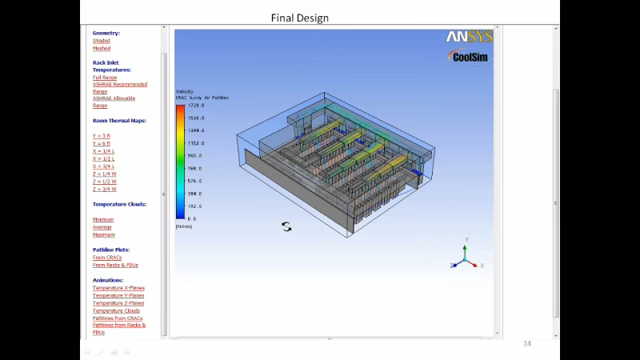 Final Design
Geometry:
Shaded
Meshed
Rack Inlet
Temperatures:
Full Range
ASHRAE Recommended
Range
ASHRAE Allowable
Range
Room Thermal Maps:
Y = 3 ft
Y = 6 ft
X = 1/4 L
X = 1/2 L
X = 3/4 L
Z = 1/4 W
Z = 1/2 W
Z = 3/4 W
Temperature Clouds:
Minimum
Average
Maximum
Pathline Plots:
From CRACs
From Racks & PDUs
Animations:
Temperature X-Planes
Temperature Y-Planes
Temperature Z-Planes
Temperature Clouds
Pathlines from CRACs
Pathlines from Racks &
PDUs
Velocity
CRAC Supply Air Pathlines
1728.0
1536.0
1344.0
960.0
768.0
576.0
384.0
192.0
0.0
ANSYS
CoolSim
Y
Z
X
14